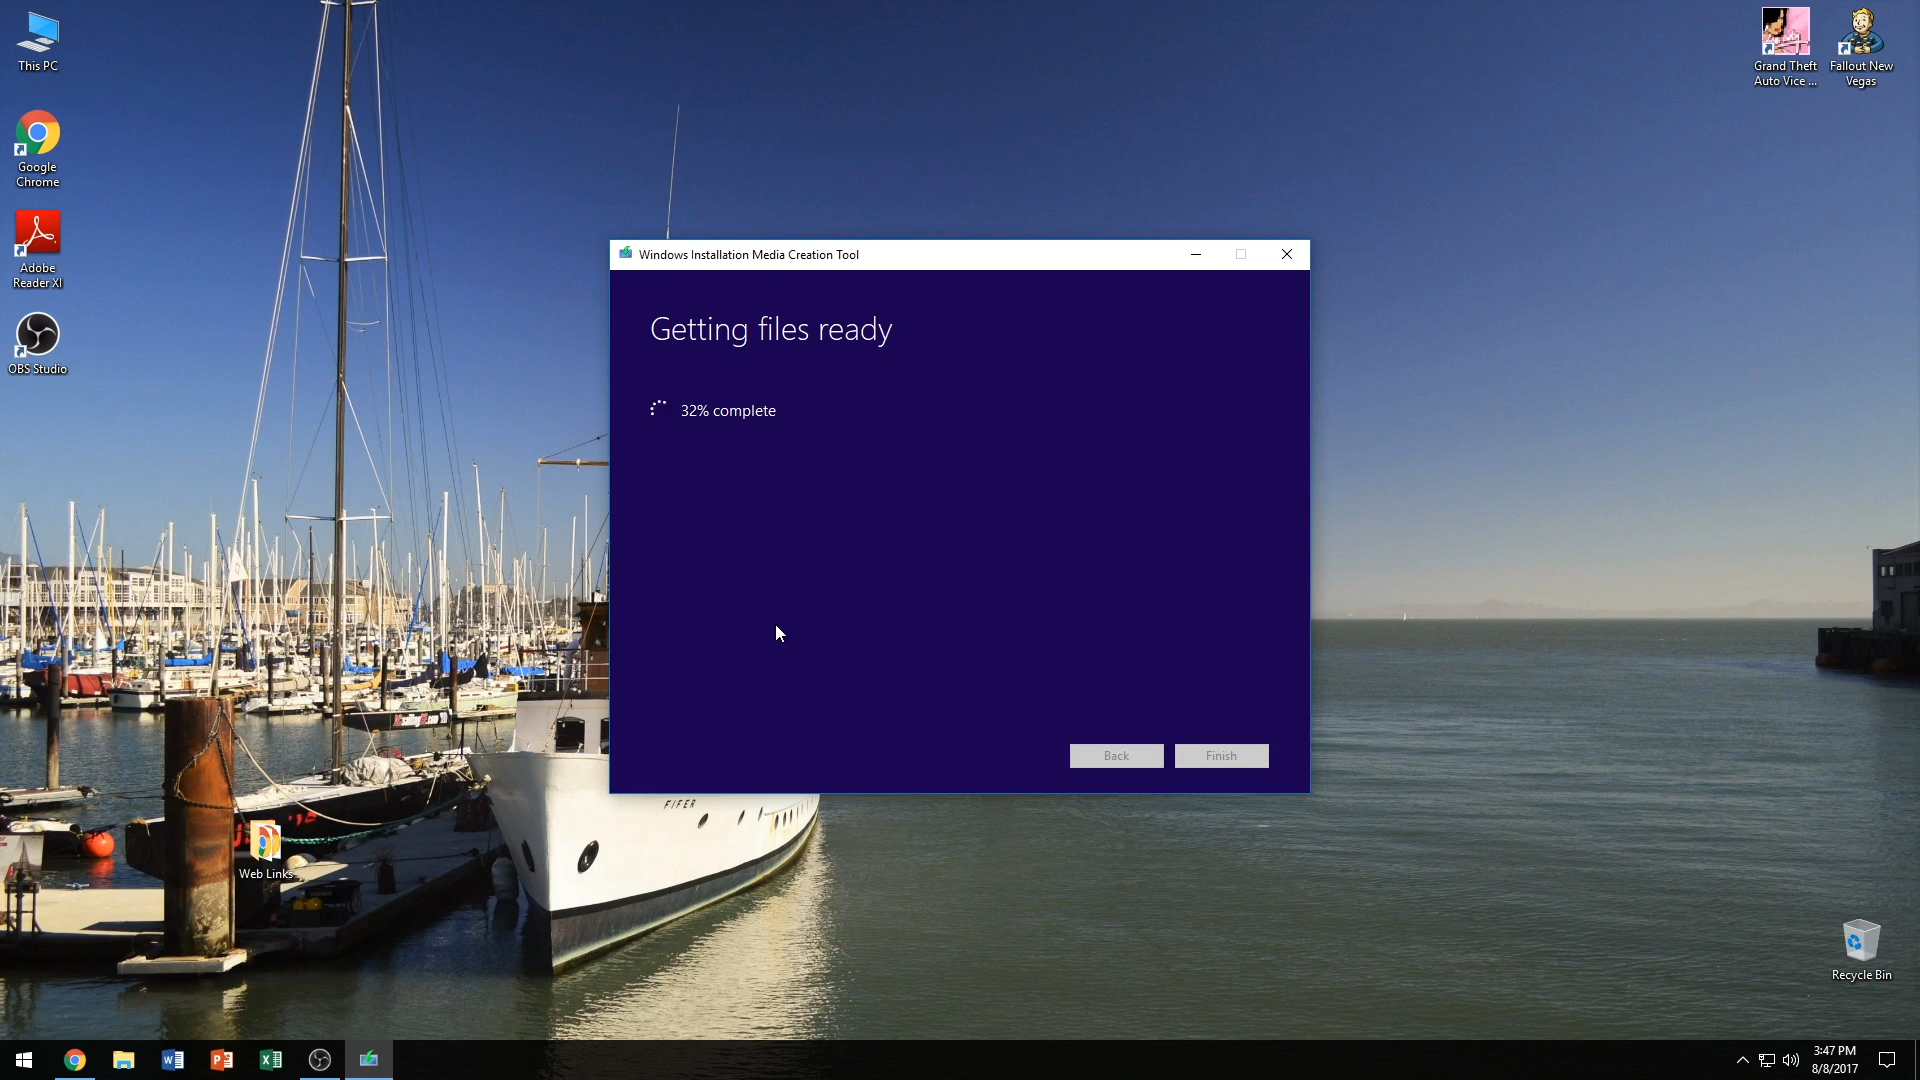 This PC
Google
Chrome
Adobe
Reader XI
OBS Studio
Grand Theft
Auto Vice ...
Fallout New
Vegas
Windows Installation Media Creation Tool
Getting files ready
32% complete
Back
Finish
FIFER
Web Links
Recycle Bin
3:47 PM
8/8/2017